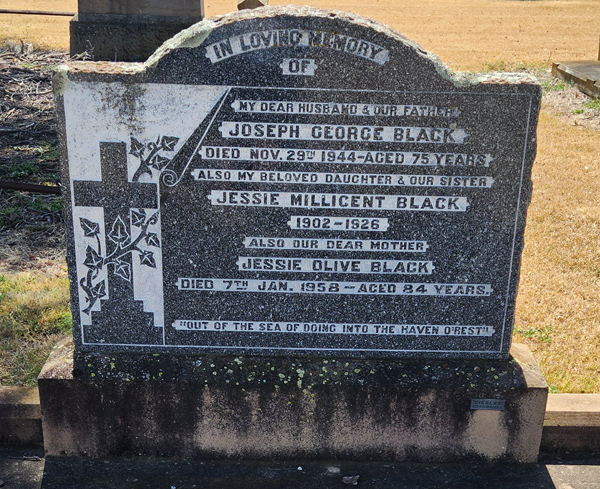 IN LOVING MEMORY
OF
MY DEAR HUSBAND & OUR FATHER
JOSEPH GEORGE BLACK
DIED NOV. 29TH 1944-AGED 75 YEARS.
ALSO MY BELOVED DAUGHTER & OUR SISTER
JESSIE MILLICENT BLACK
1902-1926
ALSO OUR DEAR MOTHER
JESSIE OLIVE BLACK
DIED 7TH JAN. 1958-AGED 84 YEARS.
"OUT OF THE SEA OF DOING INTO THE HAVEN O'REST"